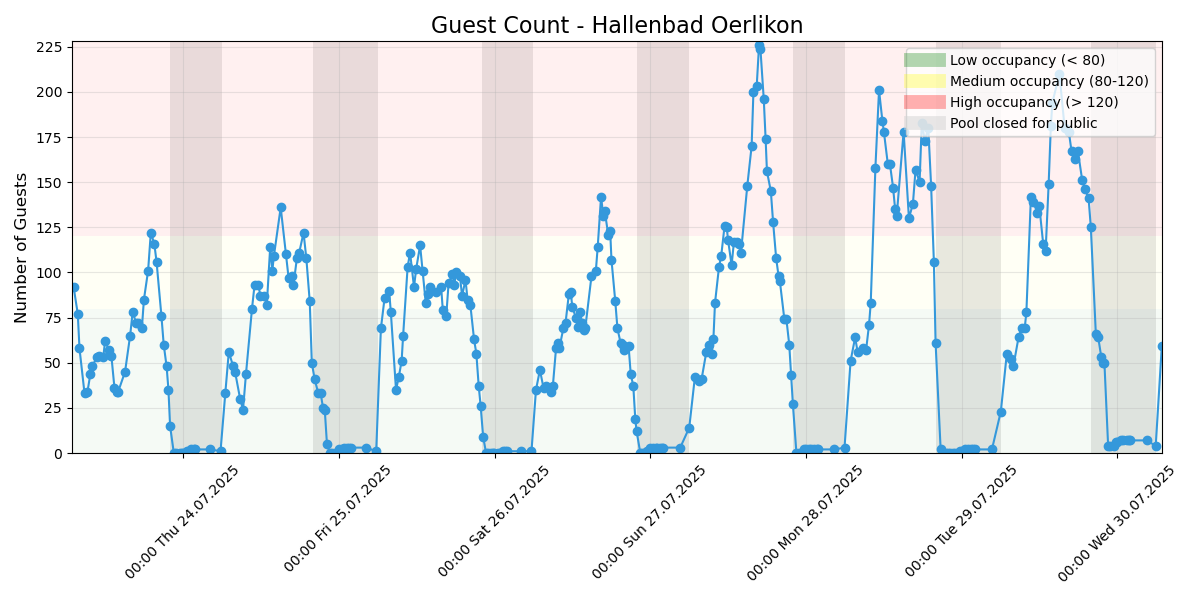 Guest Count - Hallenbad Oerlikon
Number of Guests
225
200
175
150
125
100
75
50
25
0
Low occupancy (< 80)
Medium occupancy (80-120)
High occupancy (> 120)
Pool closed for public
00:00 Thu 24.07.2025
00:00 Fri 25.07.2025
00:00 Sat 26.07.2025
00:00 Sun 27.07.2025
00:00 Mon 28.07.2025
00:00 Tue 29.07.2025
00:00 Wed 30.07.2025